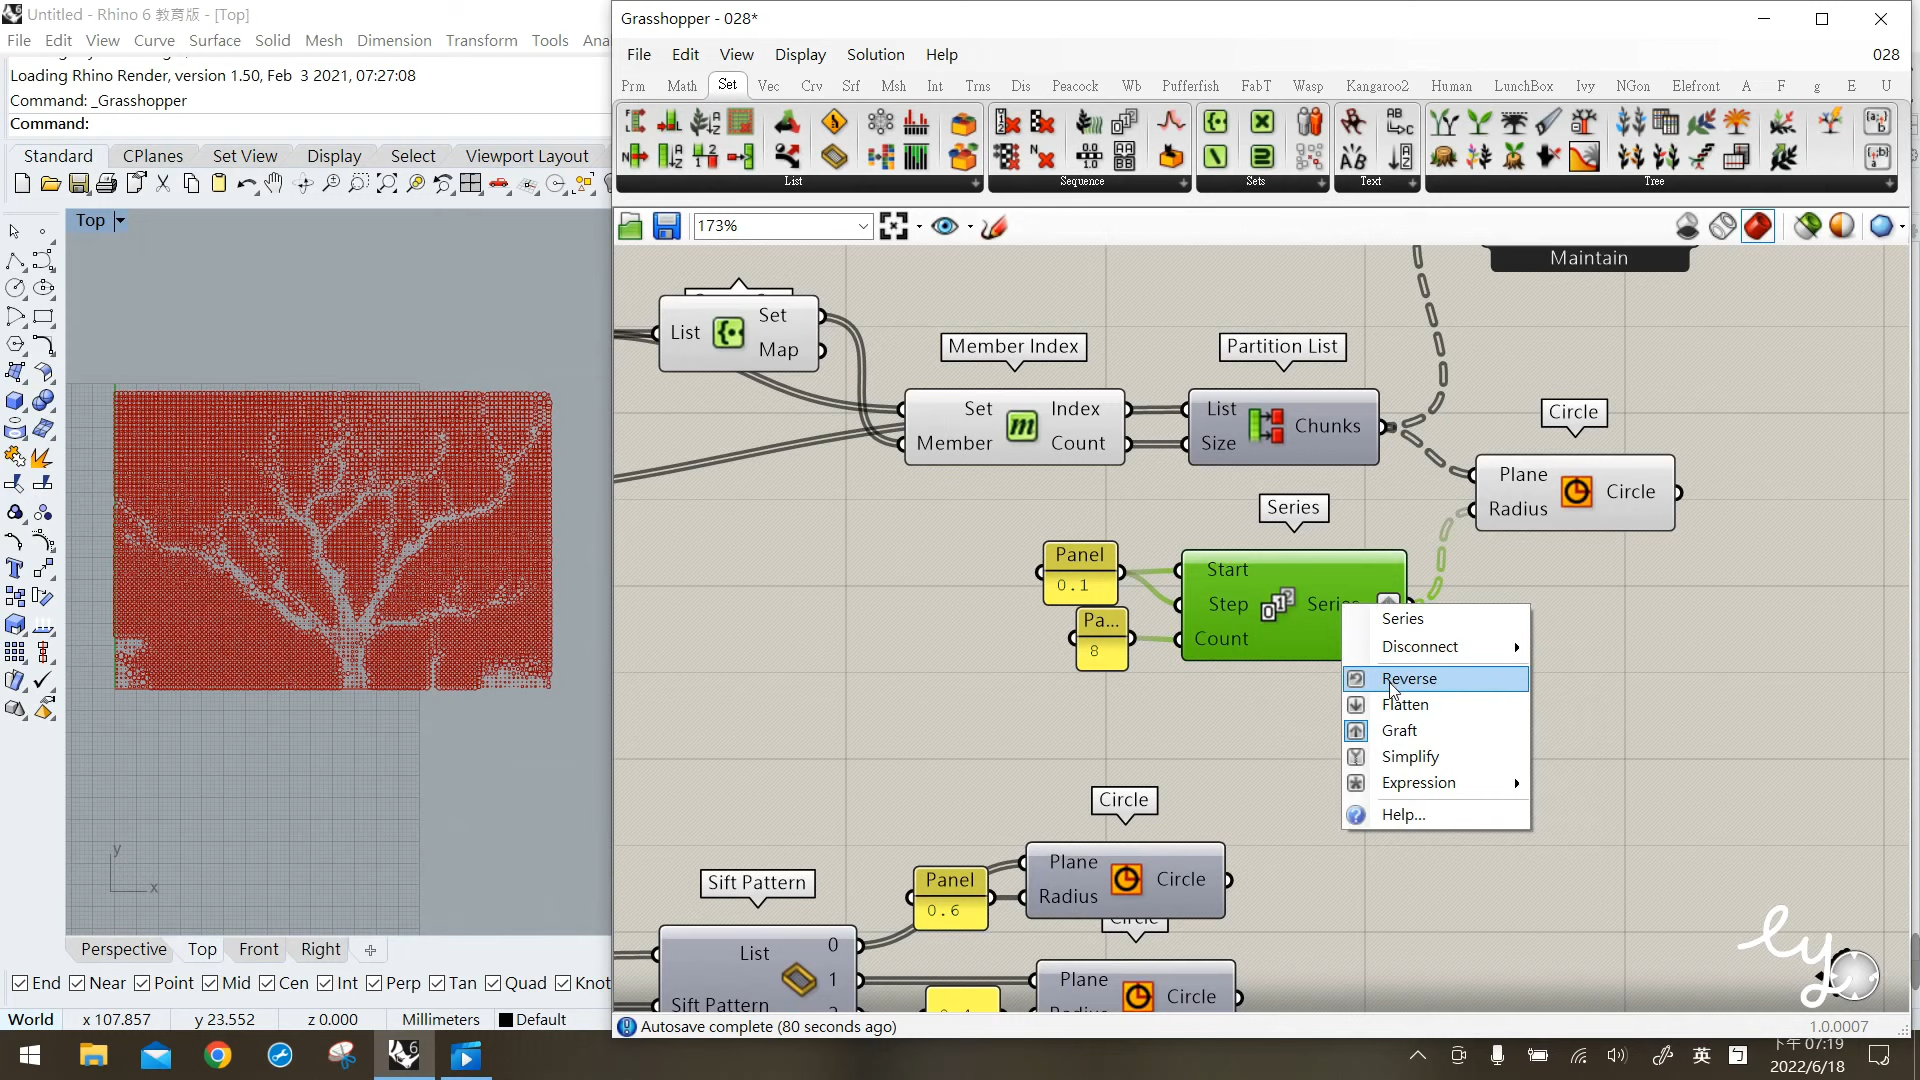 Untitled - Rhino 6 教育版 - [Top]
File Edit View Curve Surface Solid Mesh Dimension Transform Tools Ana
Loading Rhino Render, version 1.50, Feb 3 2021, 07:27:08
Command: _Grasshopper
Command:
Standard CPlanes Set View Display Select Viewport Layout
Top
y
x
Perspective Top Front Right
End Near Point Mid Cen Int Perp Tan Quad Knot
World x 107.857 y 23.552 z 0.000 Millimeters Default
Grasshopper - 028*
File Edit View Display Solution Help 028
Prm Math Set Vec Crv Srf Msh Int Trns Dis Peacock Wb Pufferfish FabT Wasp Kangaroo2 Human LunchBox Ivy NGon Elefront A F g E U
List Sequence Sets Text Tree
173%
Maintain
List Set Map
Member Index
Set Member Index Count
Partition List
List Size Chunks
Circle
Plane Radius Circle
Series
Panel
0.1
Pa...
8
Start
Step
Count
Series
Disconnect
Reverse
Flatten
Graft
Simplify
Expression
Help...
Circle
Plane Radius Circle
Panel
0.6
Sift Pattern
List
Sift Pattern
0
1
Circle
Plane
Circle
ly
Autosave complete (80 seconds ago)
1.0.0007
英
下午 07:19
2022/6/18